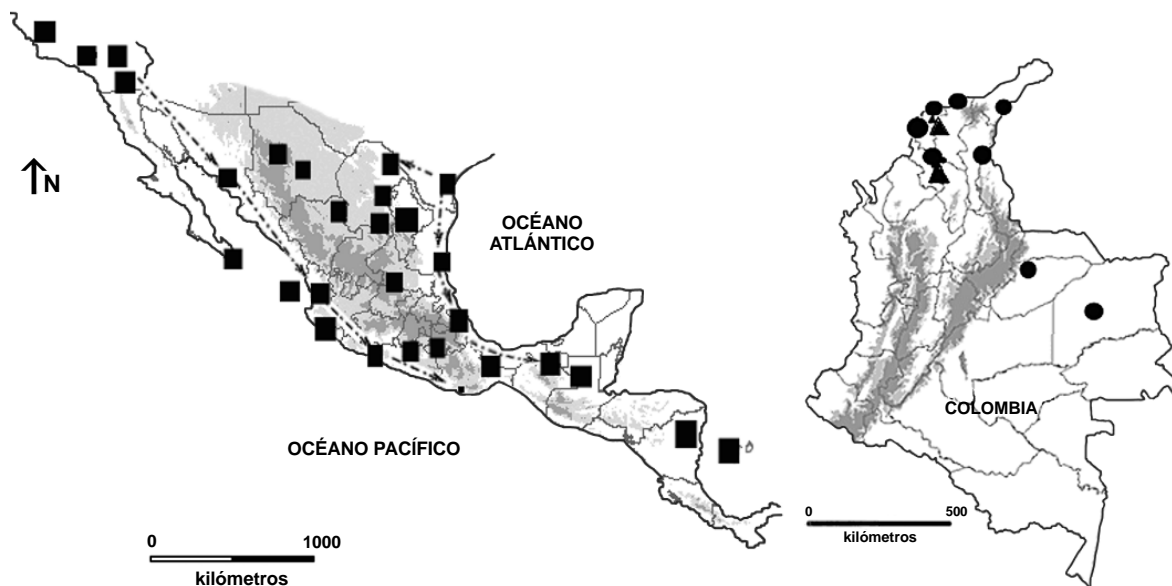 N
OCÉANO
ATLÁNTICO
OCÉANO PACÍFICO
0 1000
kilómetros
COLOMBIA
0 500
kilómetros